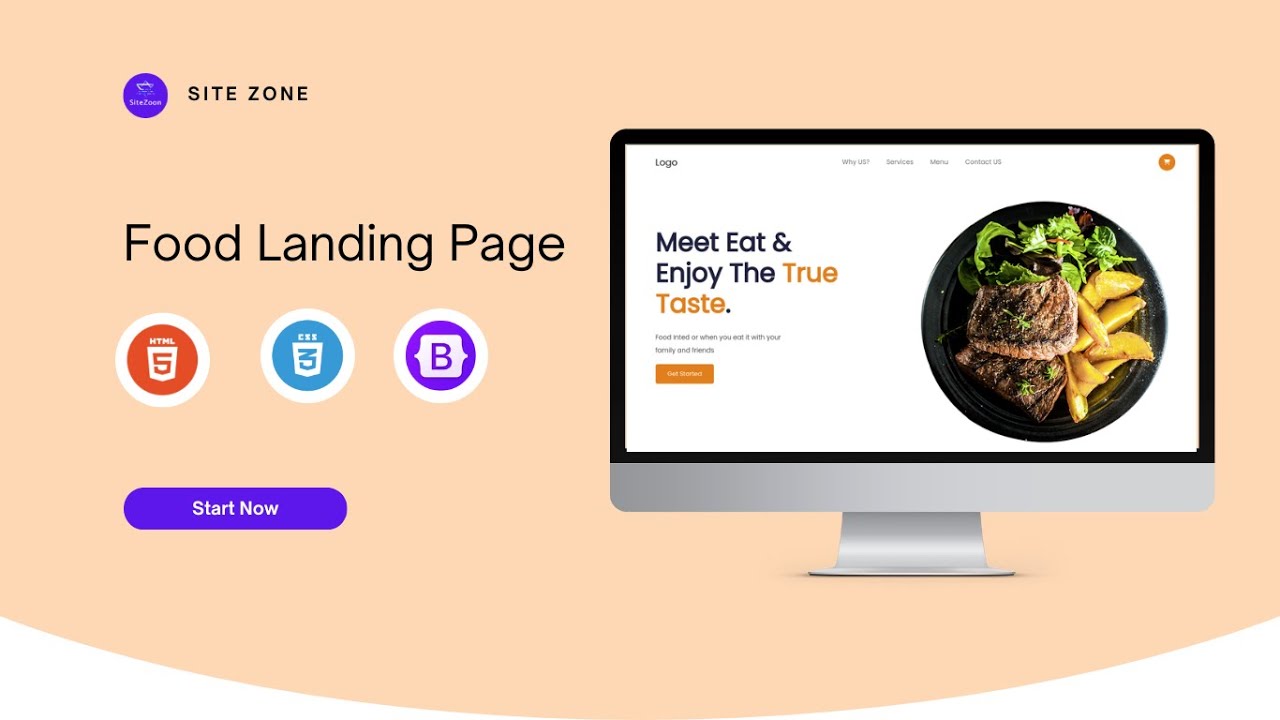 SiteZoon
SITE ZONE
Food Landing Page
HTML
5
CSS
3
B
Start Now
Logo
Why US?
Services
Menu
Contact US
Meet Eat &
Enjoy The True
Taste.
Food Inted or when you eat it with your
family and friends
Get Started